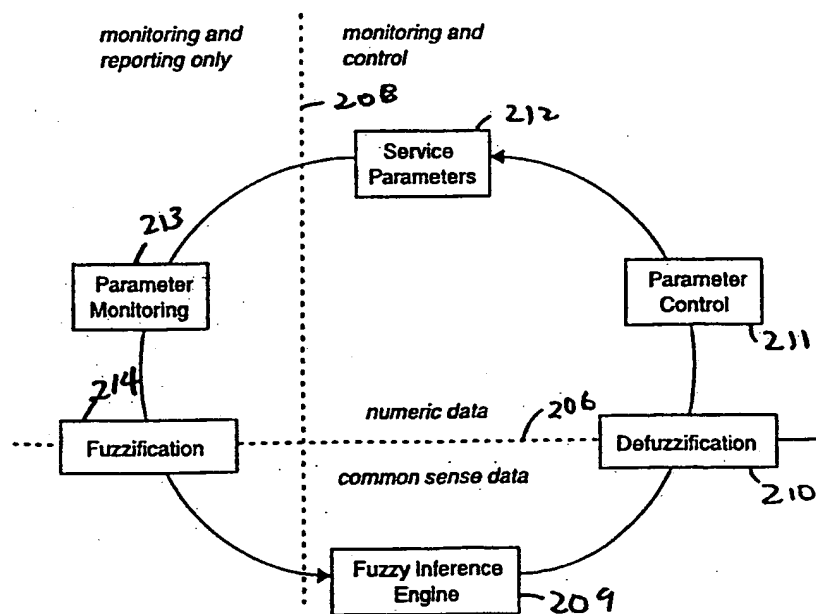 monitoring and
reporting only
monitoring and
control
208
212
Service
Parameters
213
Parameter
Monitoring
Parameter
Control
211
214
numeric data
206
Fuzzification
Defuzzification
common sense data
210
Fuzzy Inference
Engine
209